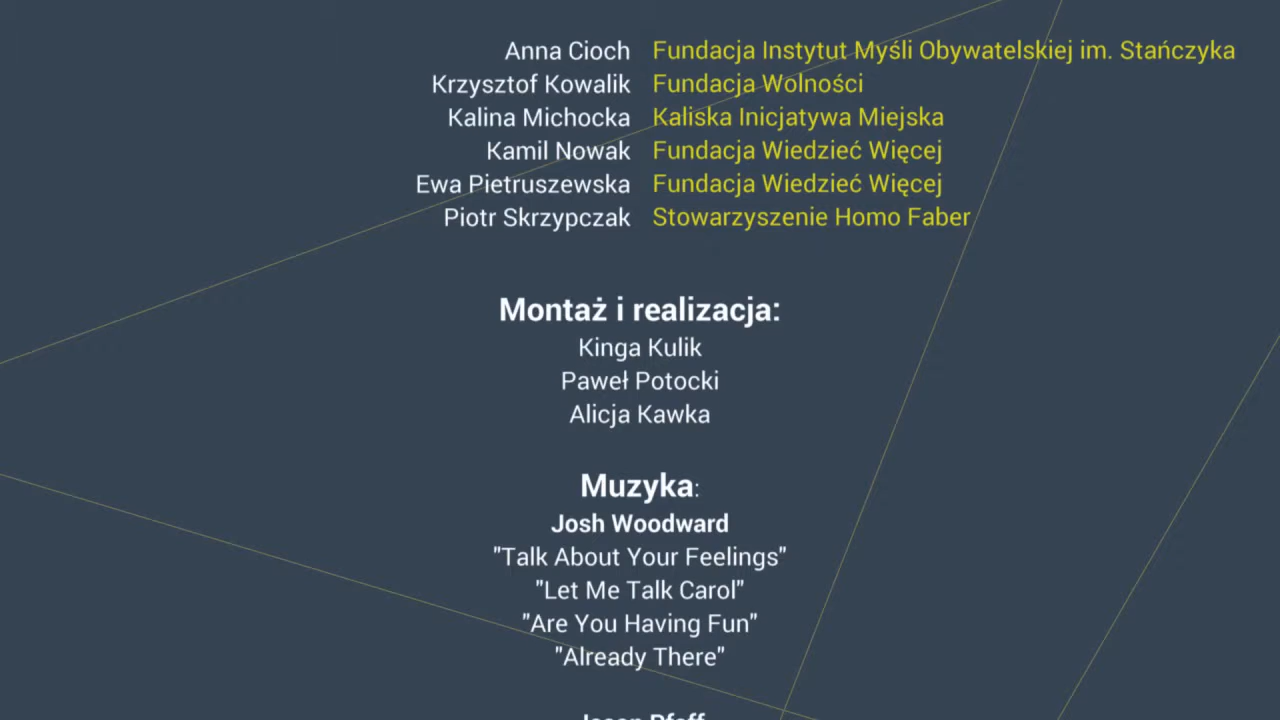 Anna Cioch Fundacja Instytut Myśli Obywatelskiej im. Stańczyka
Krzysztof Kowalik Fundacja Wolności
Kalina Michocka Kaliska Inicjatywa Miejska
Kamil Nowak Fundacja Wiedzieć Więcej
Ewa Pietruszewska Fundacja Wiedzieć Więcej
Piotr Skrzypczak Stowarzyszenie Homo Faber
Montaż i realizacja:
Kinga Kulik
Paweł Potocki
Alicja Kawka
Muzyka:
Josh Woodward
"Talk About Your Feelings"
"Let Me Talk Carol"
"Are You Having Fun"
"Already There"